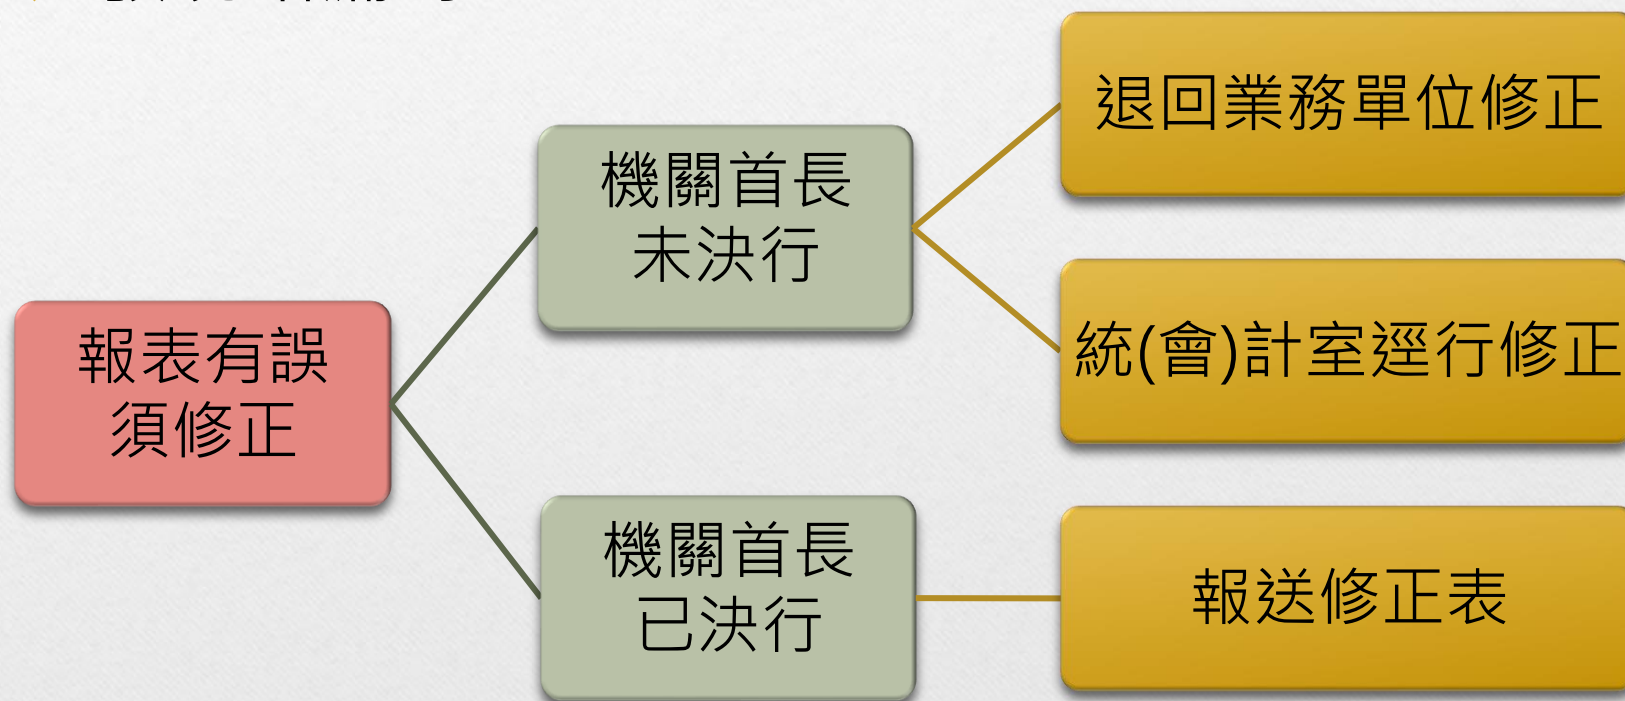 報表有誤
須修正
機關首長
未決行
機關首長
已決行
退回業務單位修正
統(會)計室逕行修正
報送修正表